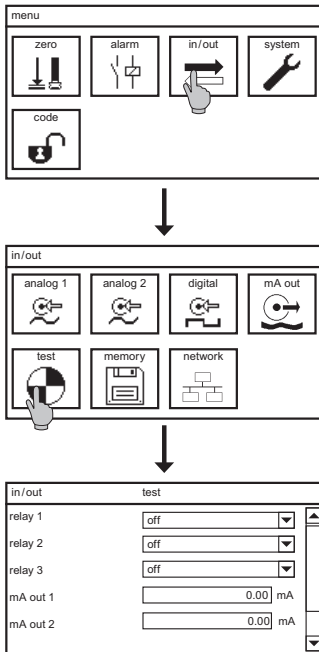 menu
zero alarm in/out system
code
in/out
analog 1 analog 2 digital mA out
test memory network
in/out test
relay 1 off
relay 2 off
relay 3 off
mA out 1 0.00 mA
mA out 2 0.00 mA